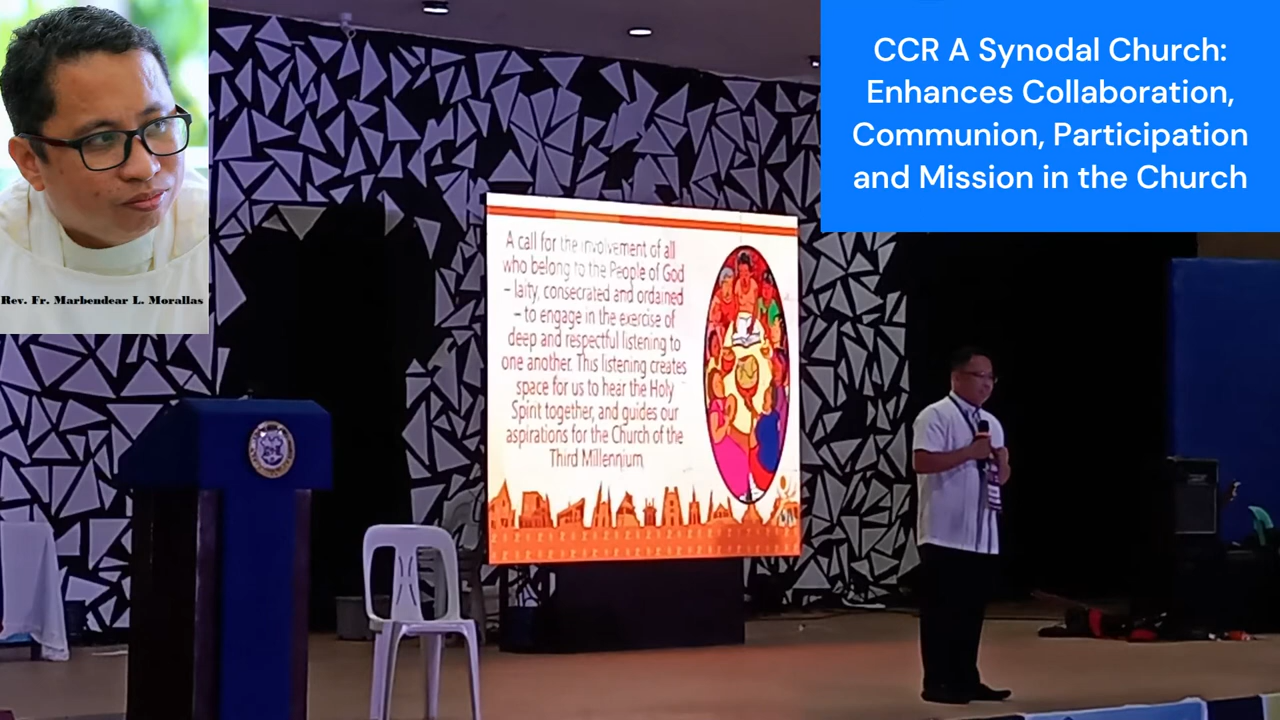 CCR A Synodal Church:
Enhances Collaboration,
Communion, Participation
and Mission in the Church
Rev. Fr. Marbendear L. Morallas
A call for the involvement of all
who belong to the People of God
– laity, consecrated and ordained
– to engage in the exercise of
deep and respectful listening to
one another. This listening creates
space for us to hear the Holy
Spirit together, and guides our
aspirations for the Church of the
Third Millennium.